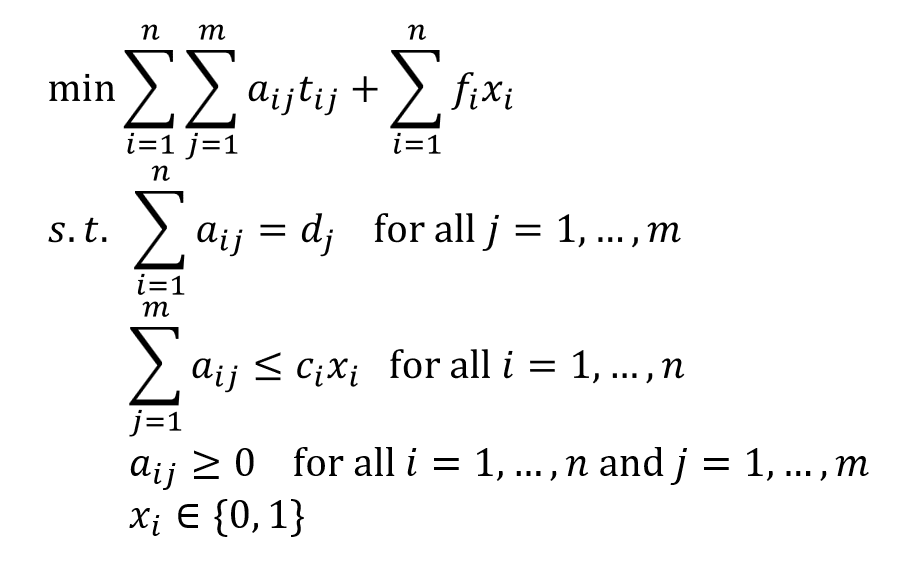 min ∑_{i=1}^{n} ∑_{j=1}^{m} a_{ij}t_{ij} + ∑_{i=1}^{n} f_i x_i
s.t. ∑_{i=1}^{n} a_{ij} = d_j for all j = 1, … , m
∑_{j=1}^{m} a_{ij} ≤ c_i x_i for all i = 1, … , n
a_{ij} ≥ 0 for all i = 1, … , n and j = 1, … , m
x_i ∈ {0, 1}